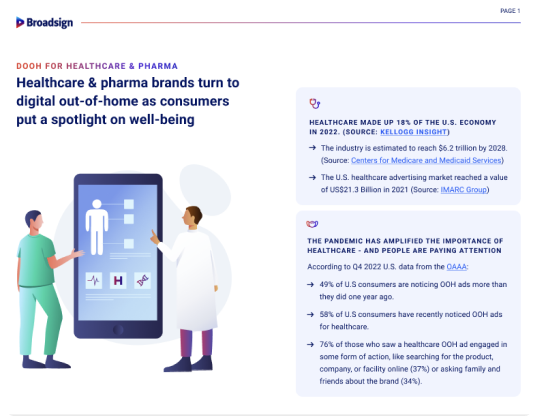 PAGE 1
Broadsign
DOOH FOR HEALTHCARE & PHARMA
Healthcare & pharma brands turn to
digital out-of-home as consumers
put a spotlight on well-being
H
HEALTHCARE MADE UP 18% OF THE U.S. ECONOMY
IN 2022. (SOURCE: KELLOGG INSIGHT)
→ The industry is estimated to reach $6.2 trillion by 2028.
(Source: Centers for Medicare and Medicaid Services)
→ The U.S. healthcare advertising market reached a value
of US$21.3 Billion in 2021 (Source: IMARC Group)
THE PANDEMIC HAS AMPLIFIED THE IMPORTANCE OF
HEALTHCARE - AND PEOPLE ARE PAYING ATTENTION
According to Q4 2022 U.S. data from the OAAA:
→ 49% of U.S consumers are noticing OOH ads more than
they did one year ago.
→ 58% of U.S consumers have recently noticed OOH ads
for healthcare.
→ 76% of those who saw a healthcare OOH ad engaged in
some form of action, like searching for the product,
company, or facility online (37%) or asking family and
friends about the brand (34%).